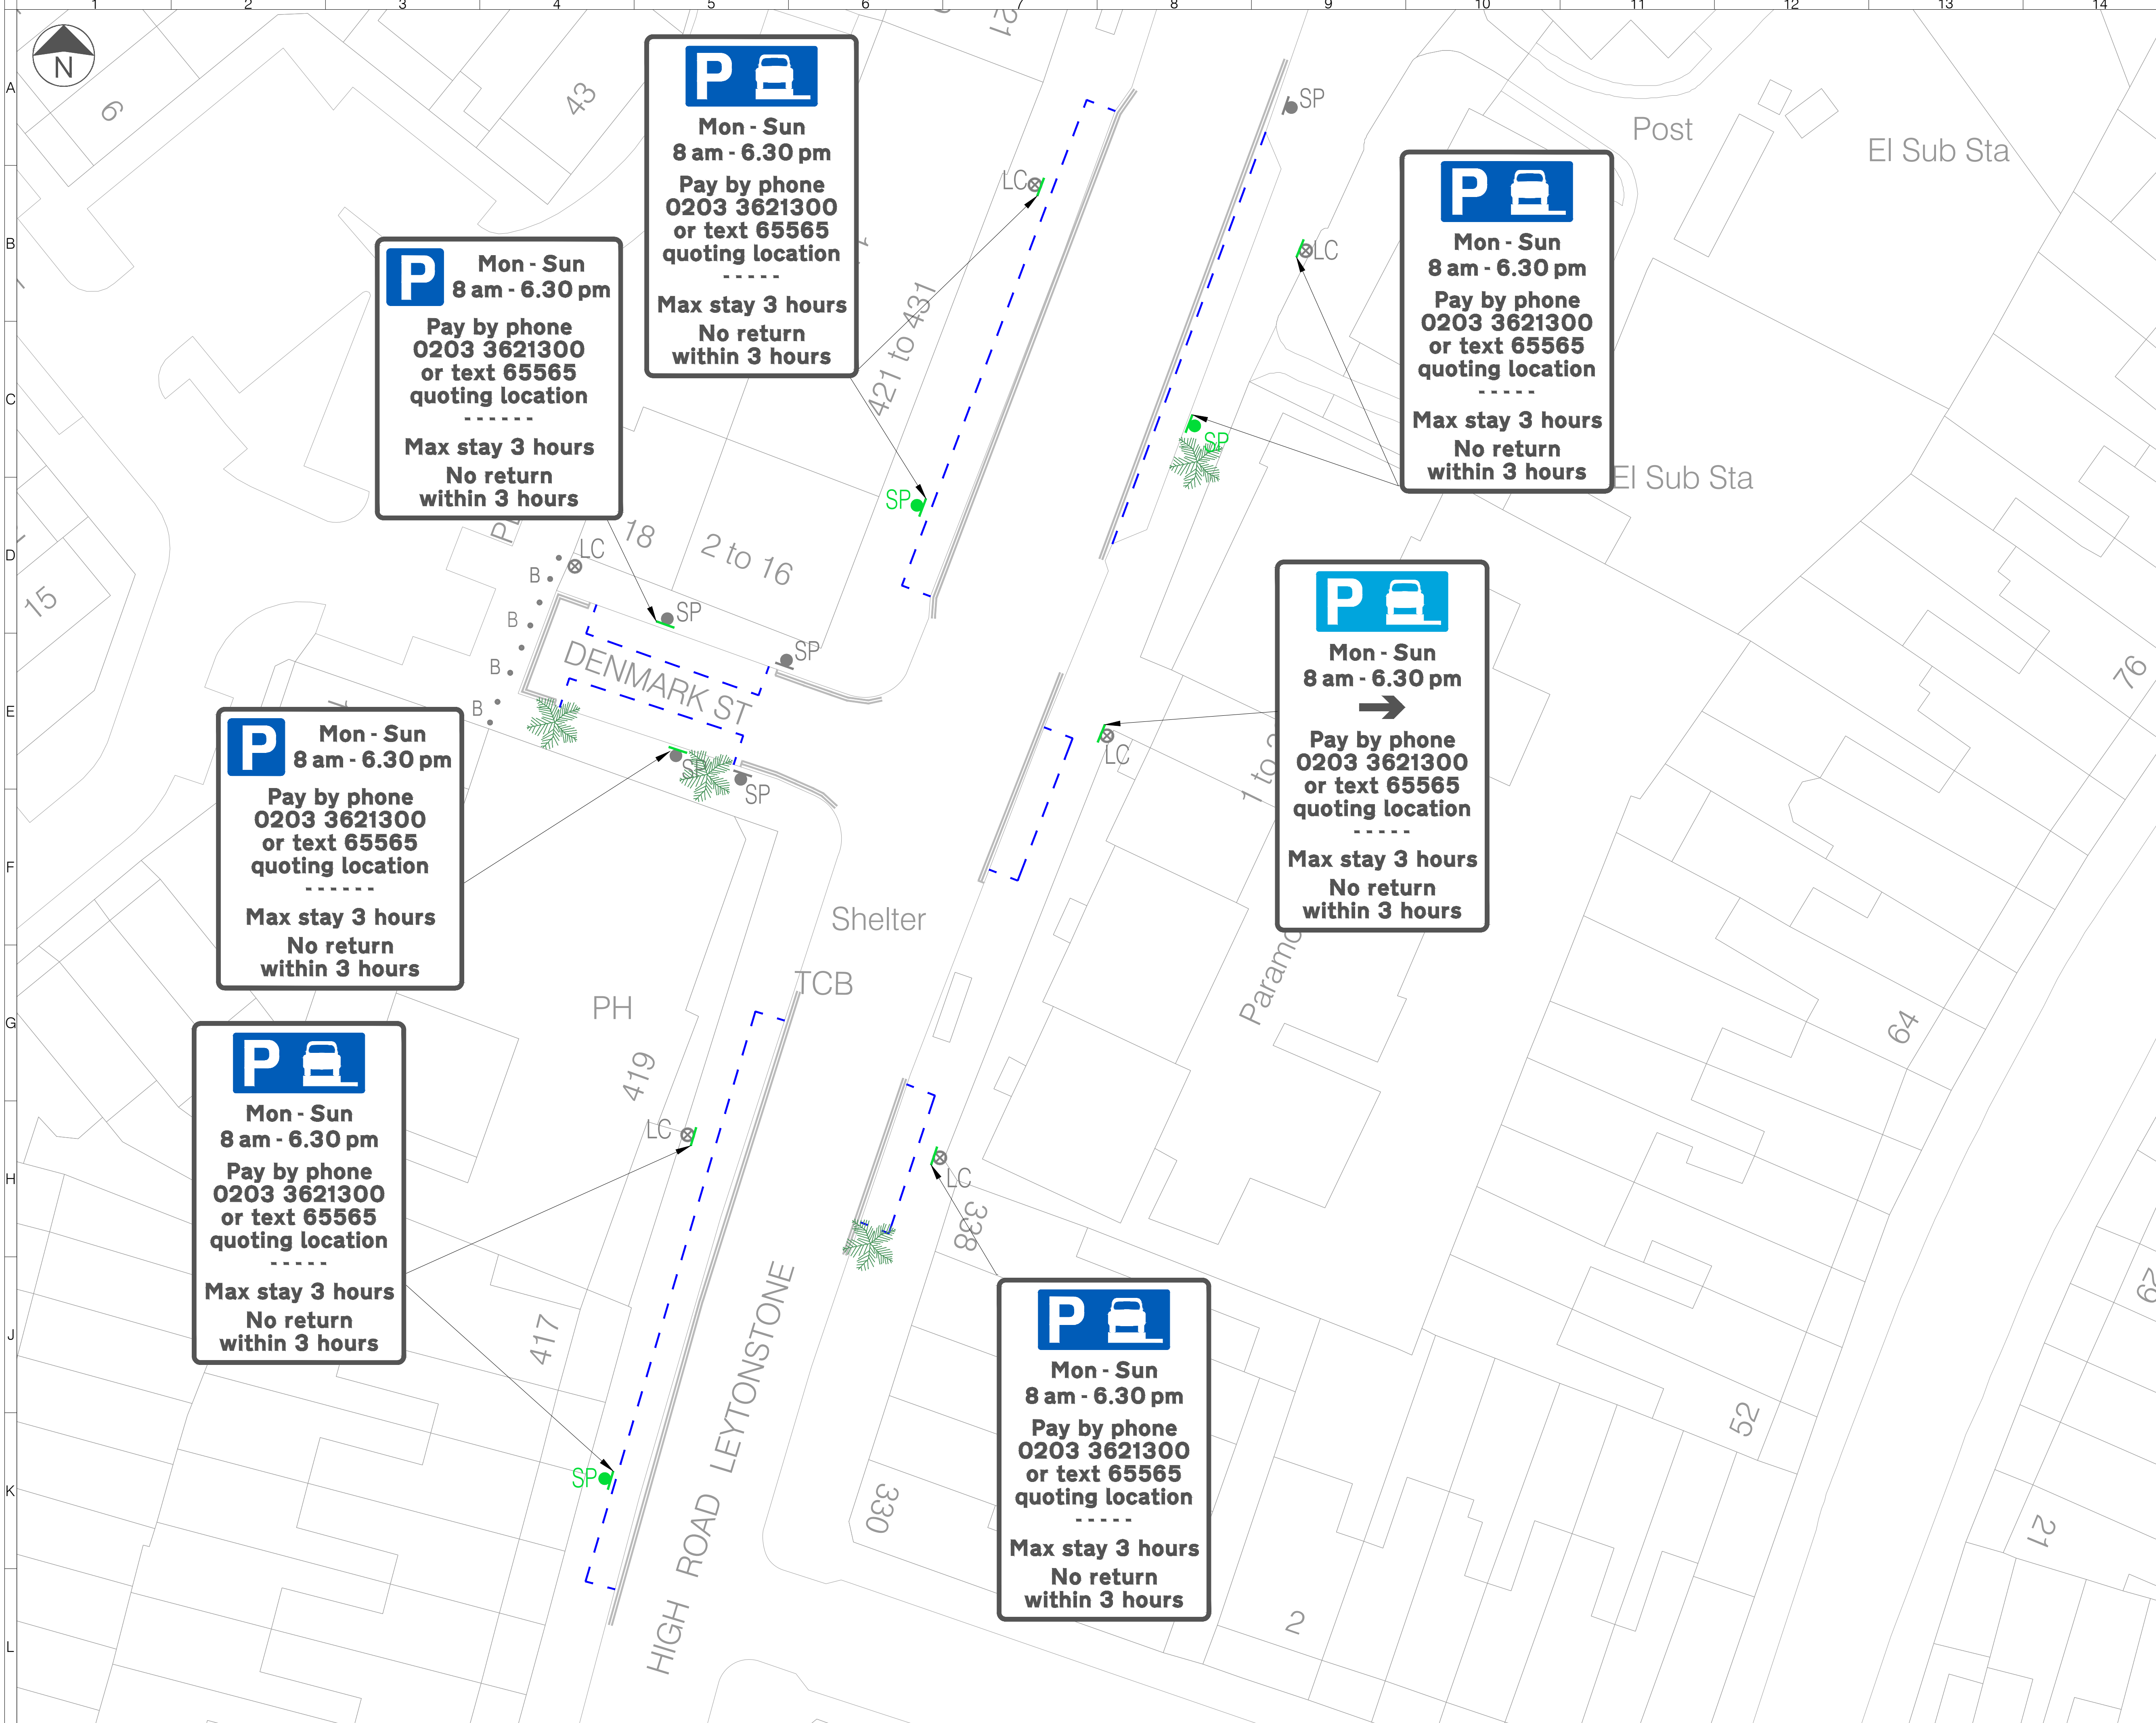 1 2 3 4 5 6 7 8 9 10 11 12 13 14
A
B
C
D
E
F
G
H
J
K
L
N
9
43
21
15
P
Mon - Sun
8 am - 6.30 pm
Pay by phone
0203 3621300
or text 65565
quoting location
- - - - -
Max stay 3 hours
No return
within 3 hours
P
Mon - Sun
8 am - 6.30 pm
Pay by phone
0203 3621300
or text 65565
quoting location
- - - - - -
Max stay 3 hours
No return
within 3 hours
P
Mon - Sun
8 am - 6.30 pm
Pay by phone
0203 3621300
or text 65565
quoting location
- - - - -
Max stay 3 hours
No return
within 3 hours
LC
SP
LC
SP
SP
421 to 431
Post
El Sub Sta
El Sub Sta
LC
18
2 to 16
B
B
B
B
SP
SP
DENMARK ST
SP
SP
P
Mon - Sun
8 am - 6.30 pm
Pay by phone
0203 3621300
or text 65565
quoting location
- - - - - -
Max stay 3 hours
No return
within 3 hours
P
Mon - Sun
8 am - 6.30 pm
Pay by phone
0203 3621300
or text 65565
quoting location
- - - - -
Max stay 3 hours
No return
within 3 hours
LC
1 to
Shelter
TCB
PH
419
LC
LC
417
338
330
P
Mon - Sun
8 am - 6.30 pm
Pay by phone
0203 3621300
or text 65565
quoting location
- - - - -
Max stay 3 hours
No return
within 3 hours
SP
HIGH ROAD LEYTONSTONE
P
Mon - Sun
8 am - 6.30 pm
Pay by phone
0203 3621300
or text 65565
quoting location
- - - - -
Max stay 3 hours
No return
within 3 hours
76
64
52
21
2